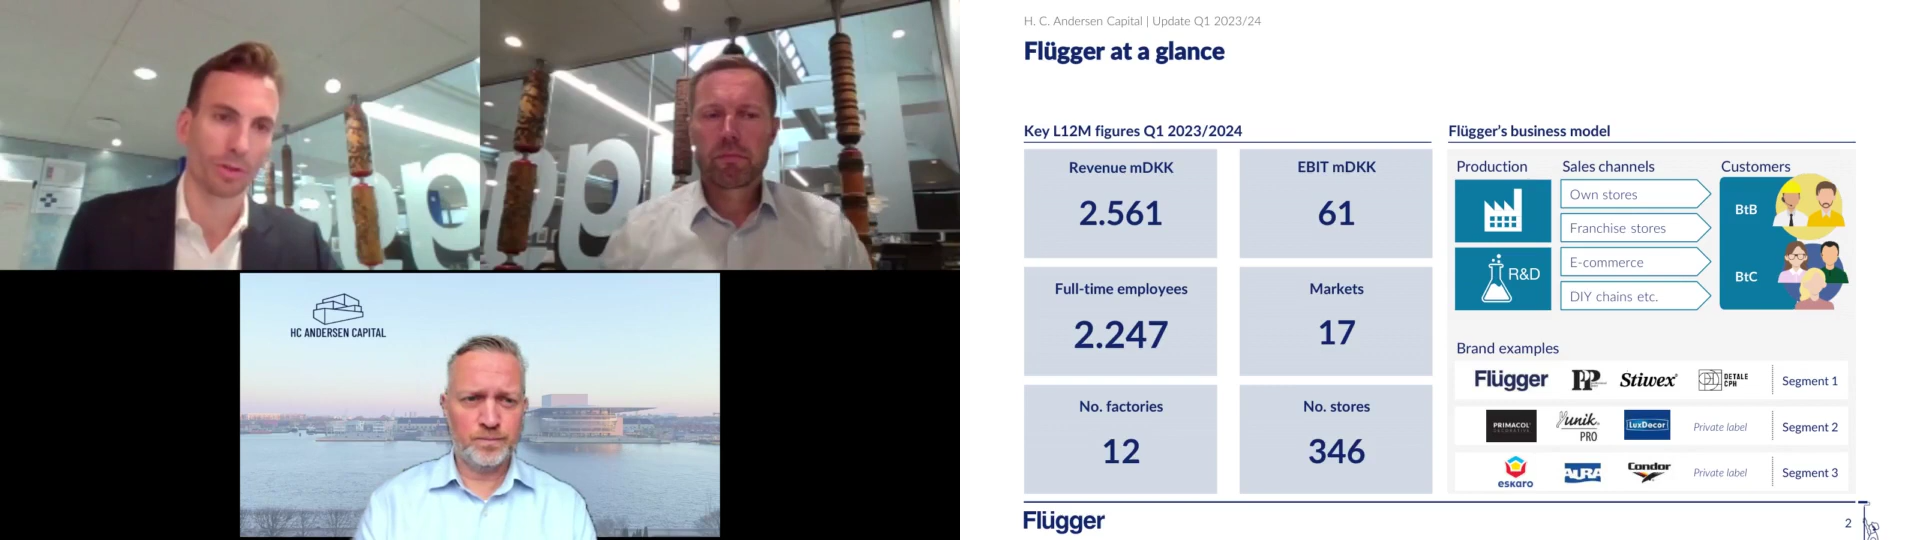 HC ANDERSEN CAPITAL
H. C. Andersen Capital | Update Q1 2023/24
Flügger at a glance
Key L12M figures Q1 2023/2024
Revenue mDKK
2.561
EBIT mDKK
61
Full-time employees
2.247
Markets
17
No. factories
12
No. stores
346
Flügger's business model
Production
Sales channels
Customers
R&D
Own stores
Franchise stores
E-commerce
DIY chains etc.
BtB
BtC
Brand examples
Flügger
PP
Stiwex
DETALE
CPH
Segment 1
PRIMACOL
Yunik
PRO
LuxDecor
Private label
Segment 2
eskaro
AURA
Condor
Private label
Segment 3
Flügger
2